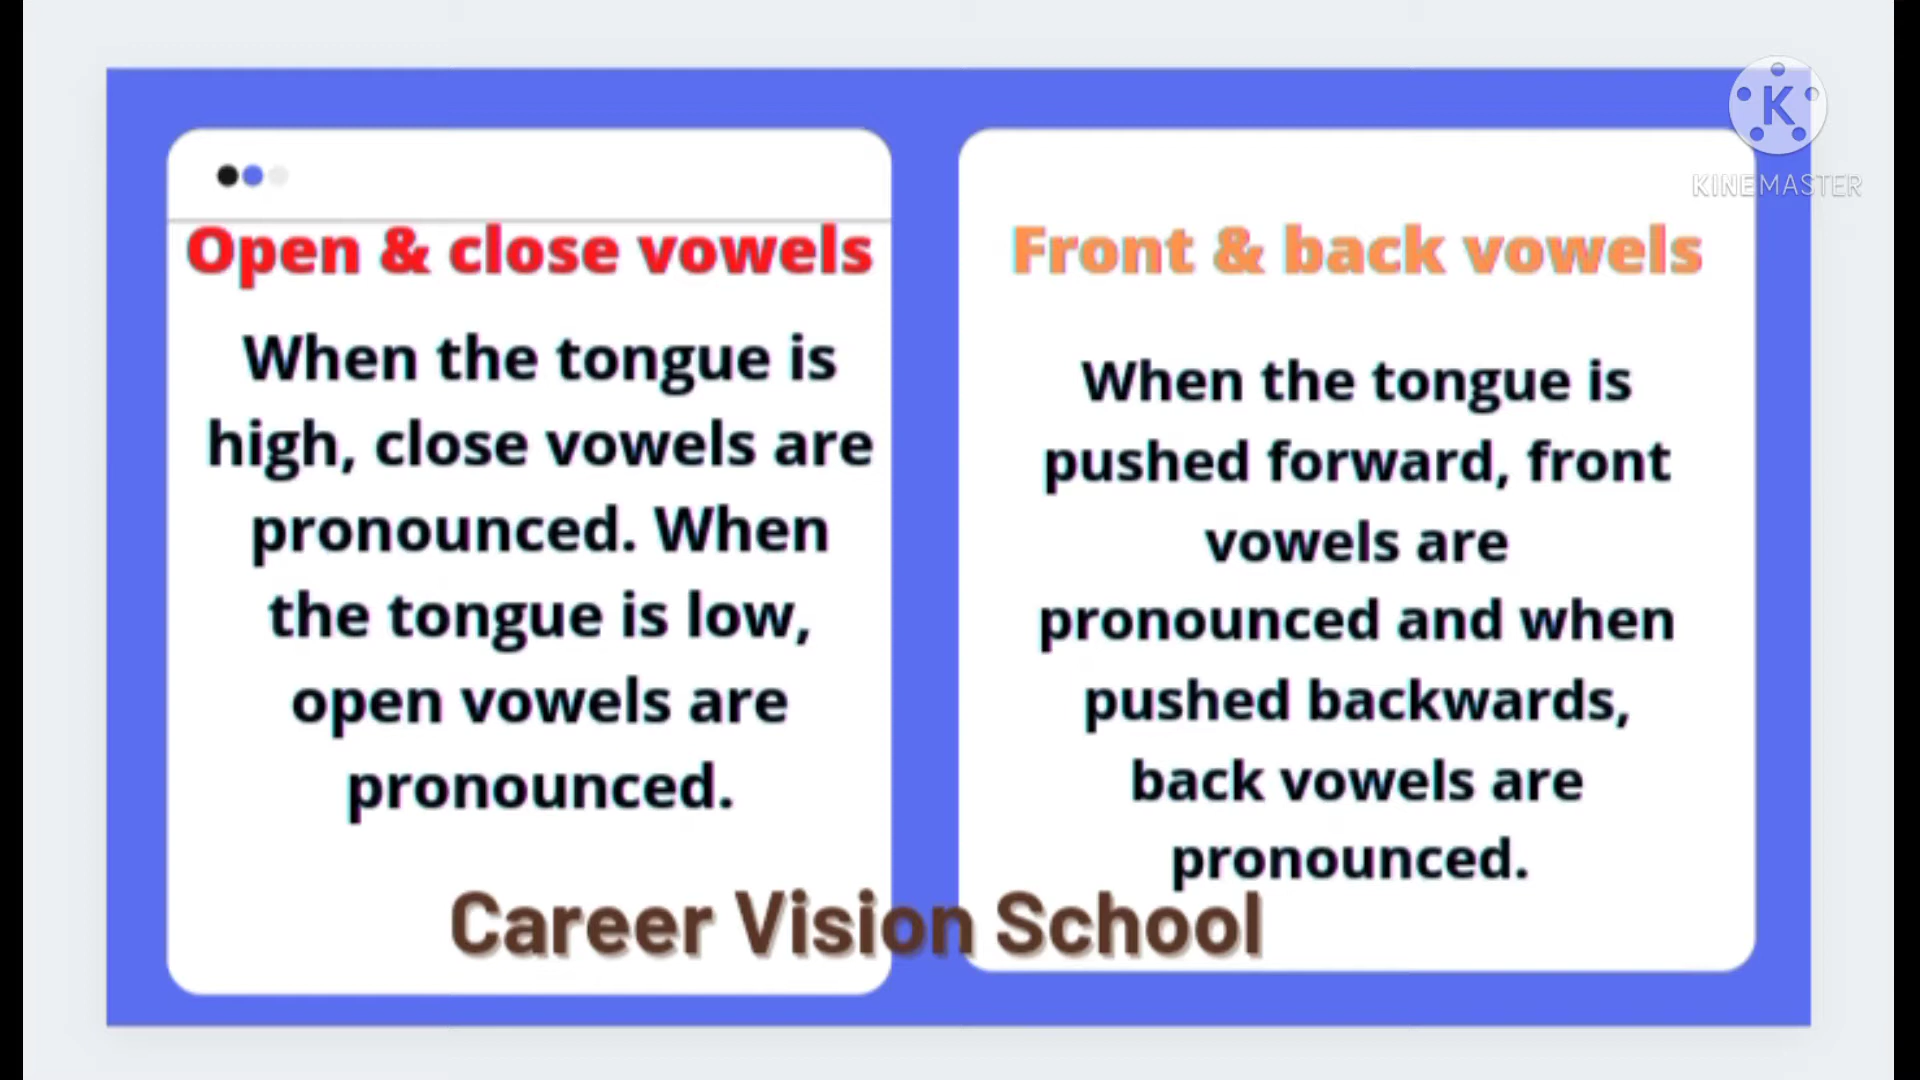 Open & close vowels
When the tongue is
high, close vowels are
pronounced. When
the tongue is low,
open vowels are
pronounced.
Front & back vowels
When the tongue is
pushed forward, front
vowels are
pronounced and when
pushed backwards,
back vowels are
pronounced.
Career Vision School
K
KINEMASTER